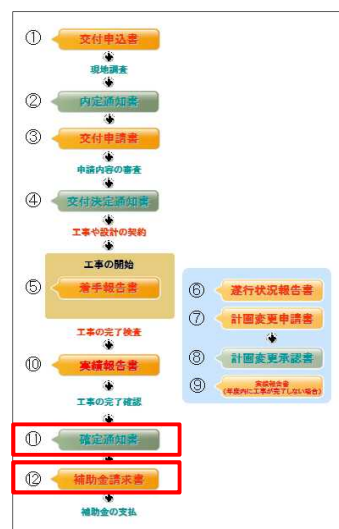 ① 交付申込書
現地調査
② 内定通知書
③ 交付申請書
申請内容の審査
④ 交付決定通知書
工事や設計の契約
工事の開始
⑤ 着手報告書
工事の完了検査
⑩ 実績報告書
工事の完了確認
⑪ 確定通知書
⑫ 補助金請求書
補助金の支払
⑥ 遂行状況報告書
⑦ 計画変更申請書
⑧ 計画変更承認書
⑨ 実績報告書
(年度内に工事が完了しない場合)